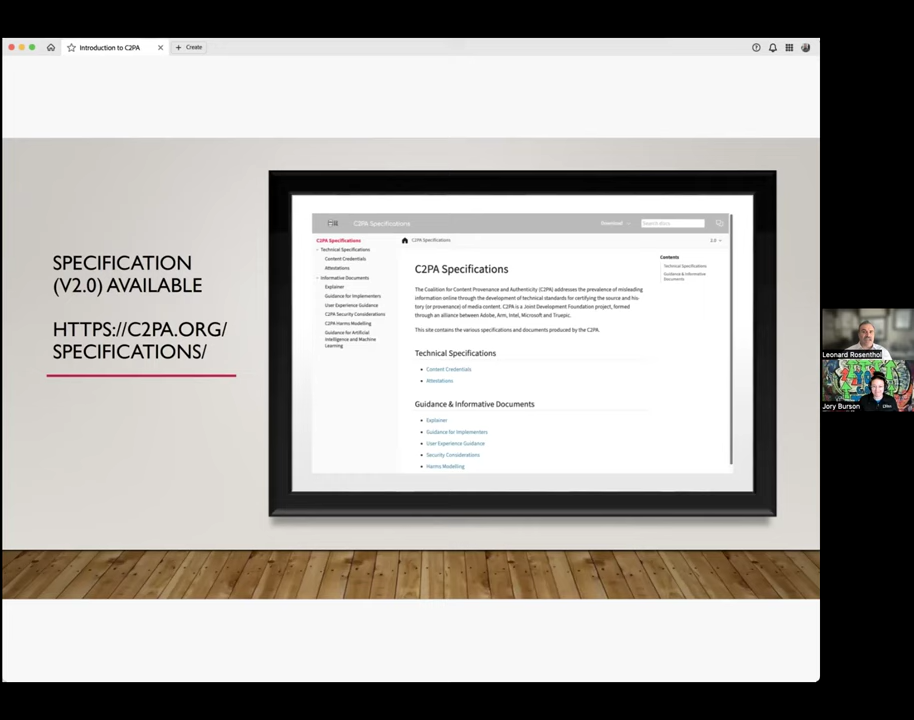 Introduction to C2PA
Create
SPECIFICATION
(V2.0) AVAILABLE
HTTPS://C2PA.ORG/
SPECIFICATIONS/
C2PA Specifications
Download
Search docs
C2PA Specifications
Technical Specifications
Content Credentials
Attestations
Informative Documents
Explainer
Guidance for Implementers
User Experience Guidance
C2PA Security Considerations
C2PA Harms Modelling
Guidance for Artificial
Intelligence and Machine
Learning
C2PA Specifications
2.0
C2PA Specifications
The Coalition for Content Provenance and Authenticity (C2PA) addresses the prevalence of misleading
information online through the development of technical standards for certifying the source and his-
tory (or provenance) of media content. C2PA is a Joint Development Foundation project, formed
through an alliance between Adobe, Arm, Intel, Microsoft and Truepic.
This site contains the various specifications and documents produced by the C2PA.
Technical Specifications
Content Credentials
Attestations
Guidance & Informative Documents
Explainer
Guidance for Implementers
User Experience Guidance
Security Considerations
Harms Modelling
Contents
Technical Specifications
Guidance & Informative
Documents
Leonard Rosenthol
Jory Burson